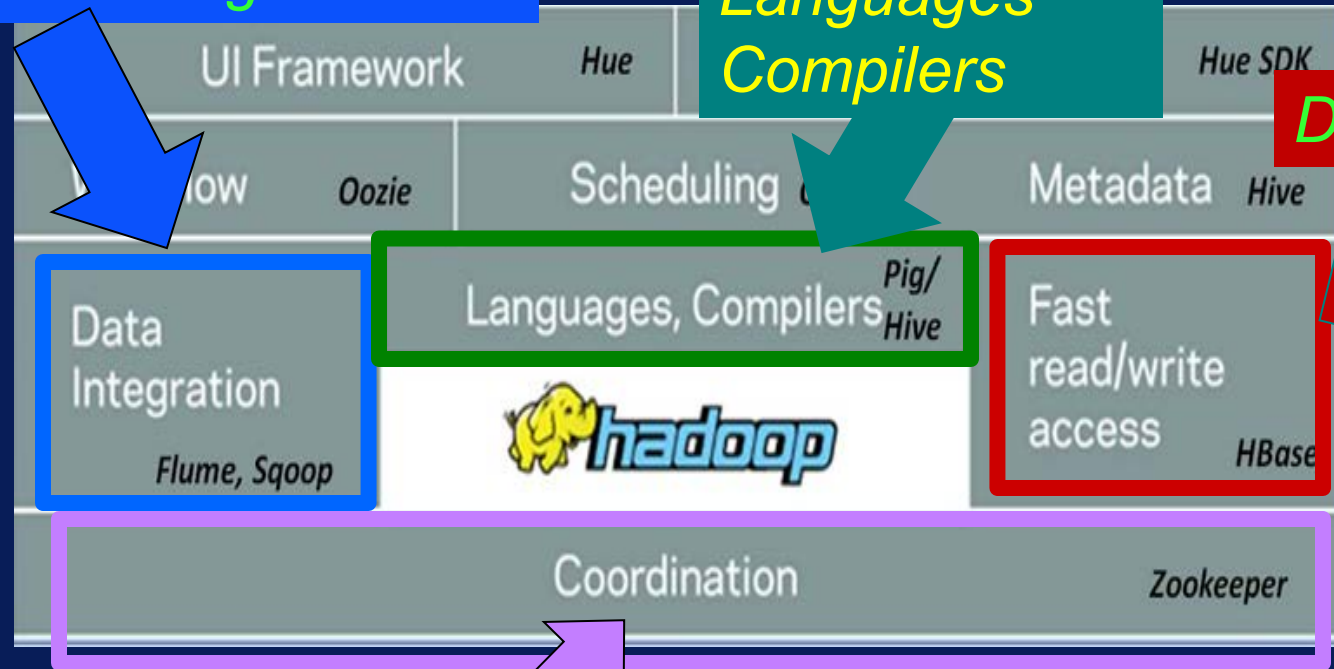 Languages
Compilers
UI Framework Hue
Hue SDK
Oozie
Scheduling
Metadata Hive
Data
Integration
Flume, Sqoop
Languages, Compilers
Pig/
Hive
hadoop
Fast
read/write
access
HBase
Coordination Zookeeper